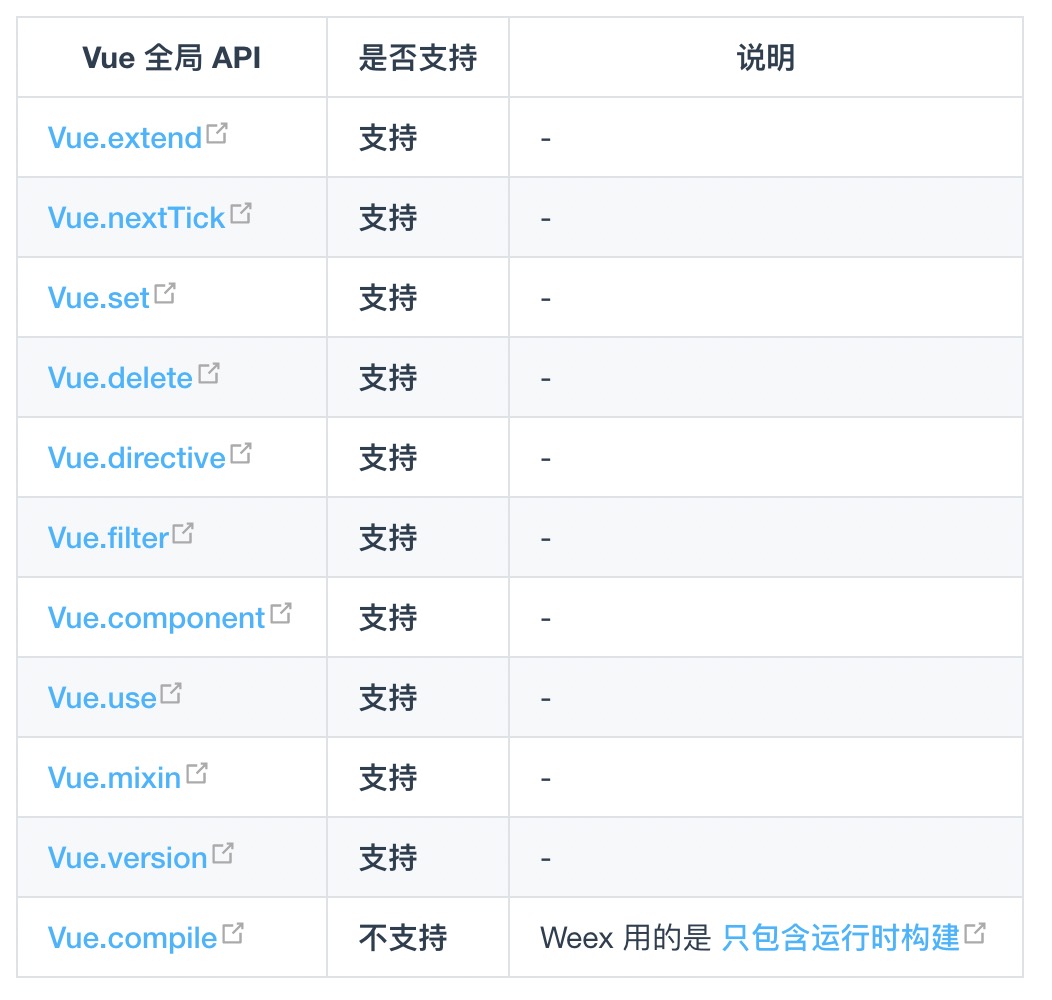 Vue 全局 API 是否支持 说明
Vue.extend 支持 -
Vue.nextTick 支持 -
Vue.set 支持 -
Vue.delete 支持 -
Vue.directive 支持 -
Vue.filter 支持 -
Vue.component 支持 -
Vue.use 支持 -
Vue.mixin 支持 -
Vue.version 支持 -
Vue.compile 不支持 Weex 用的是 只包含运行时构建